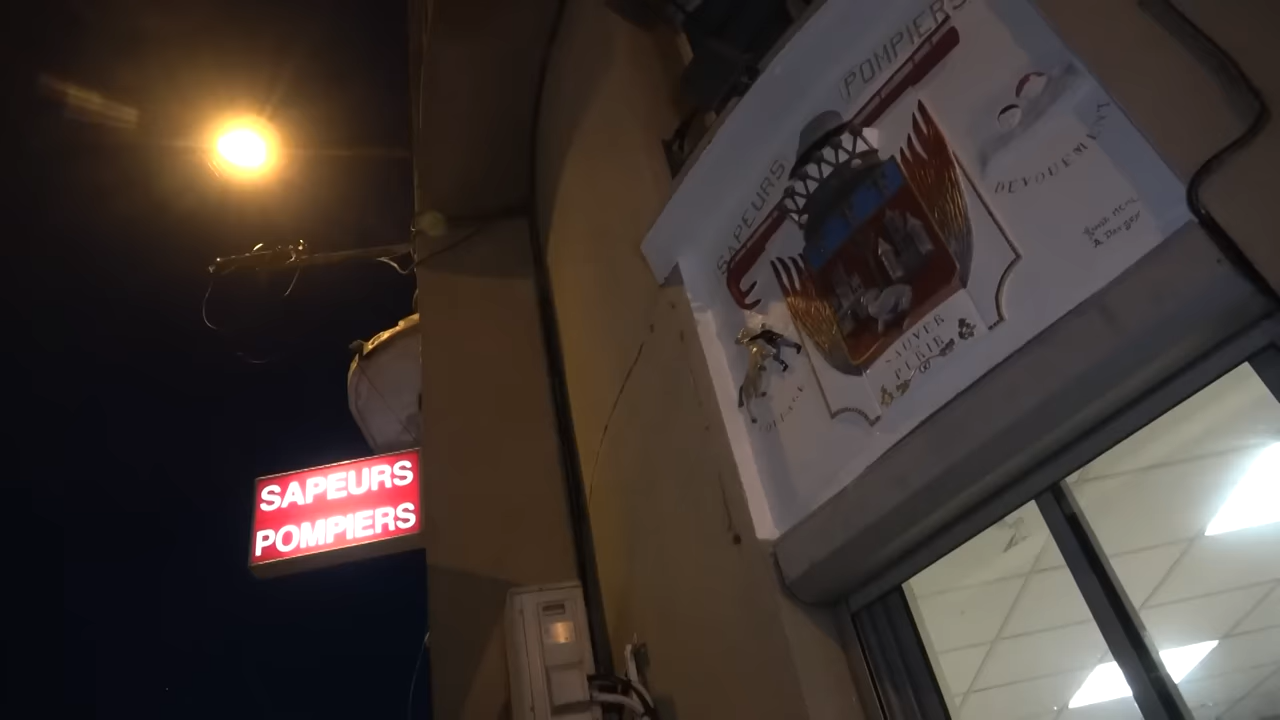 SAPEURS
POMPIERS
SAPEURS POMPIERS
DEVOUEMENT
SAUVER
PERIR